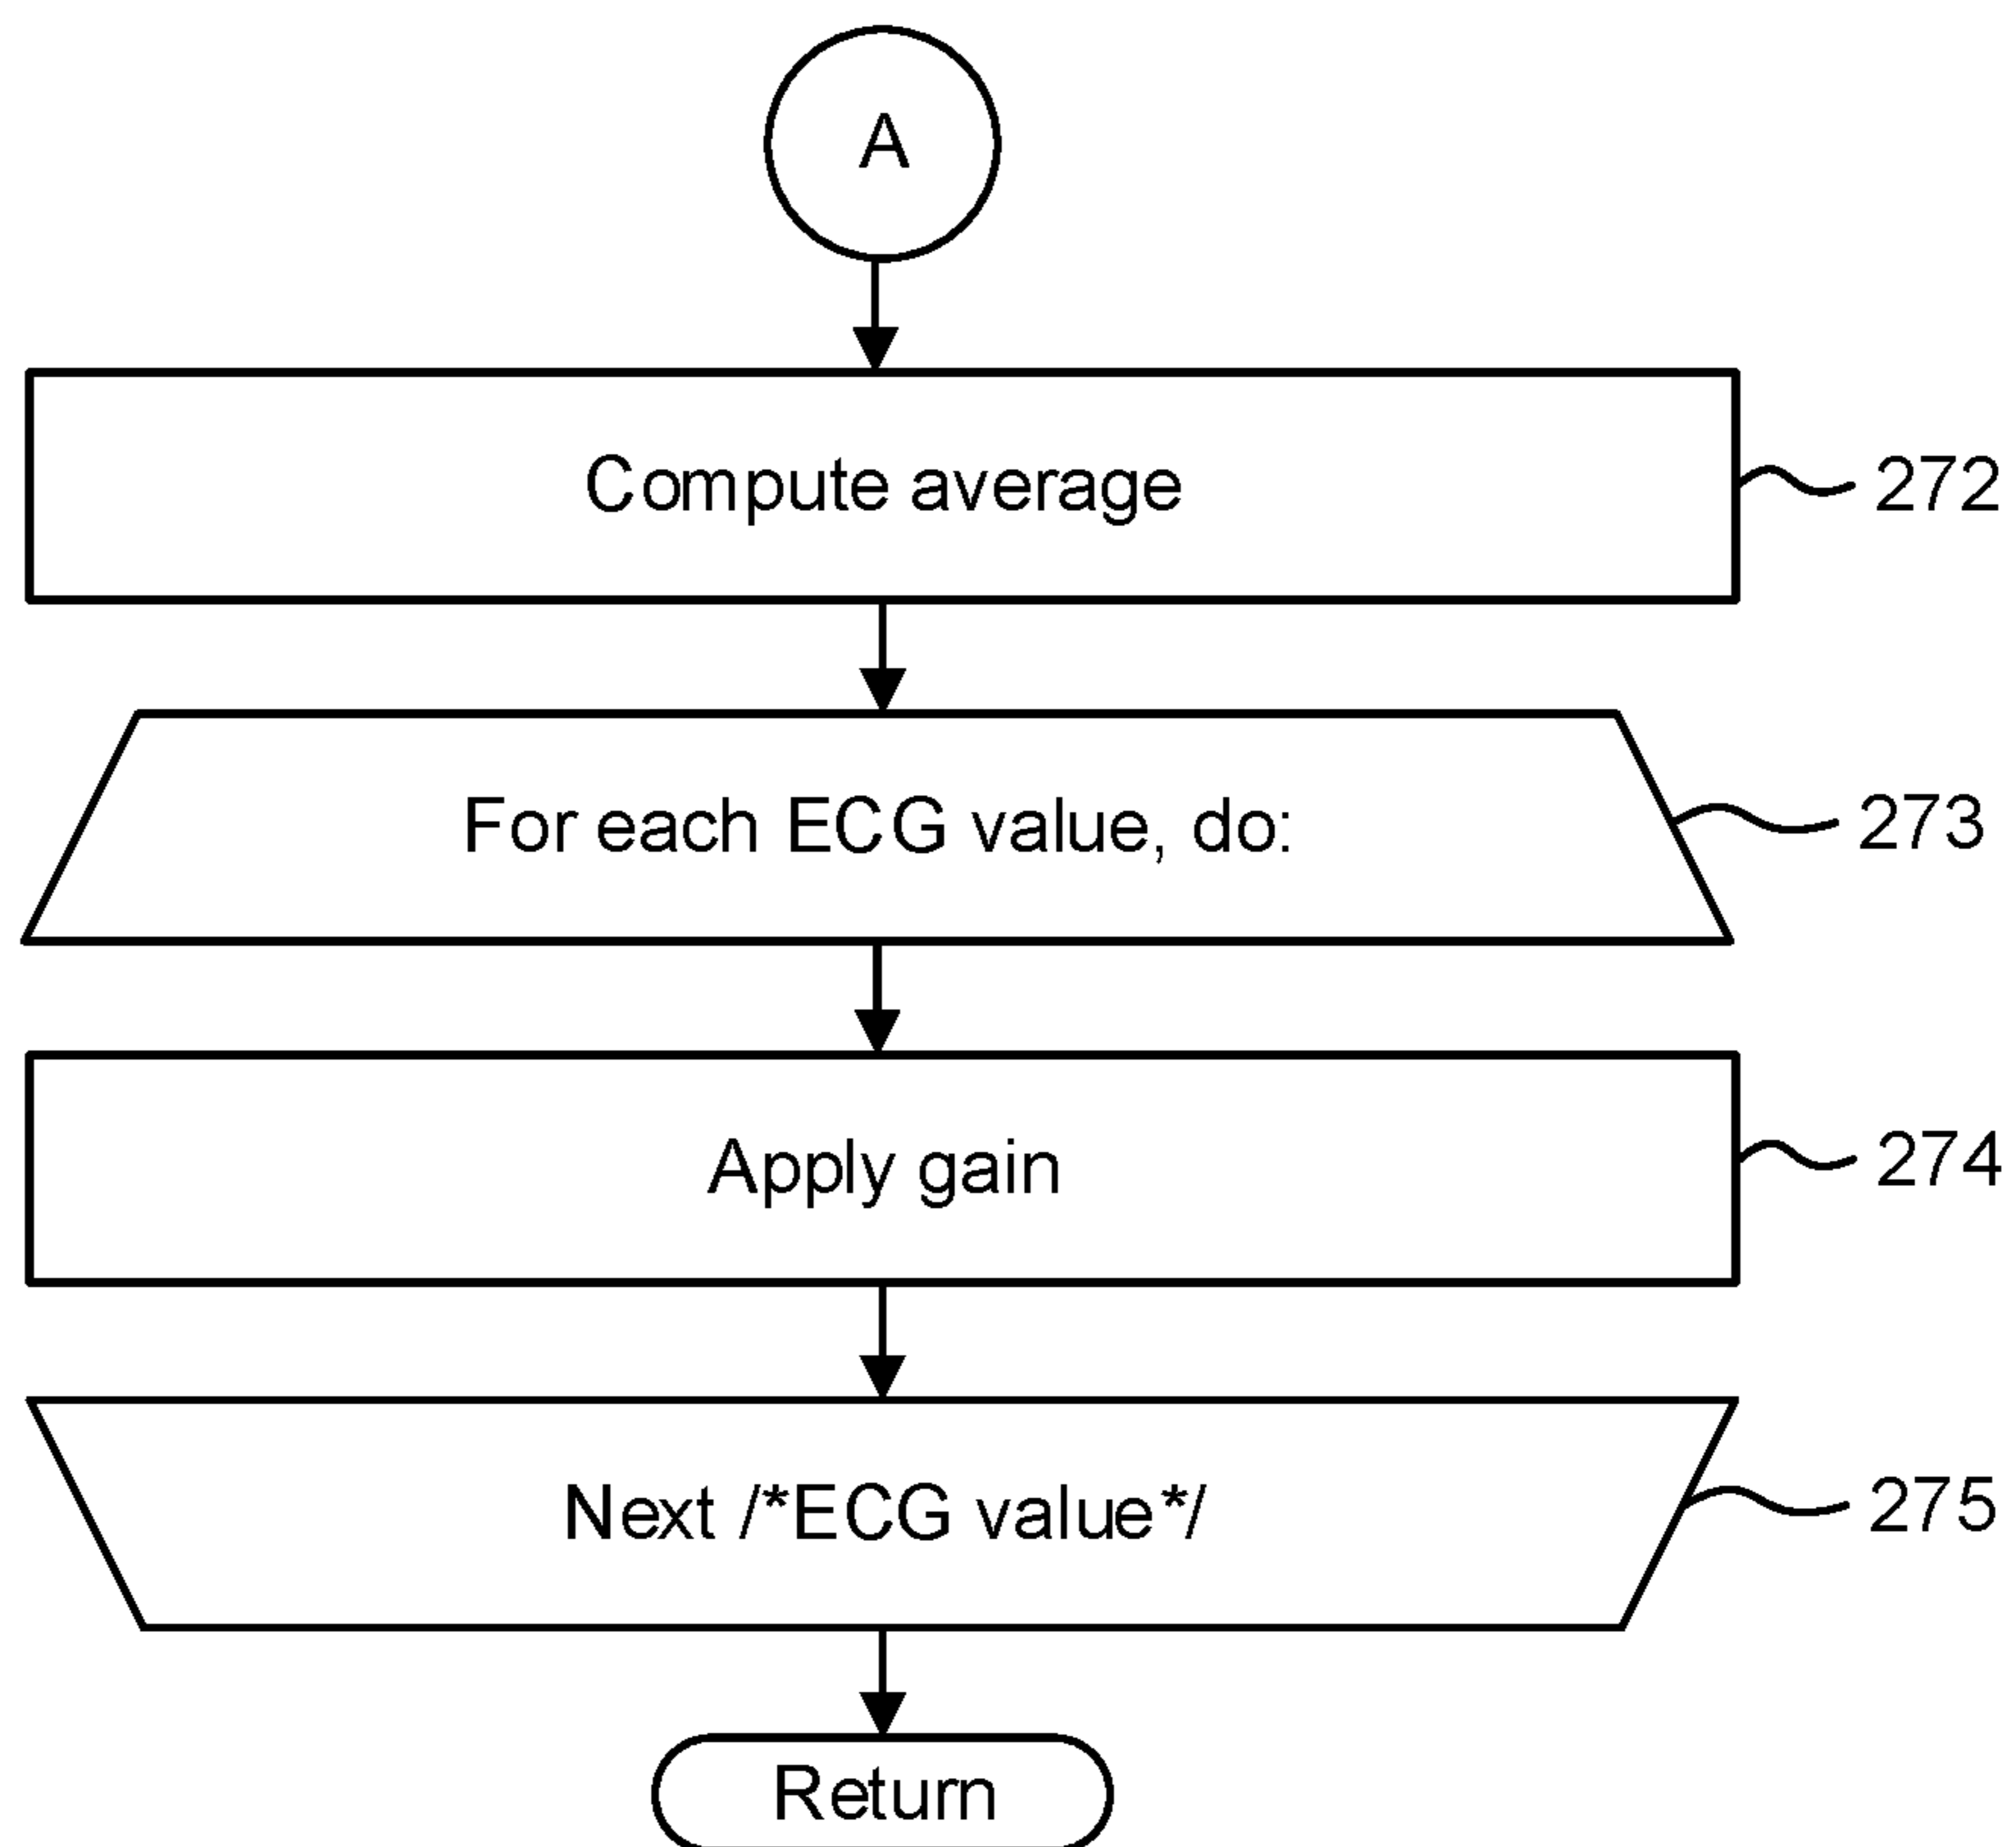 A
Compute average
272
For each ECG value, do:
273
Apply gain
274
Next /*ECG value*/
275
Return